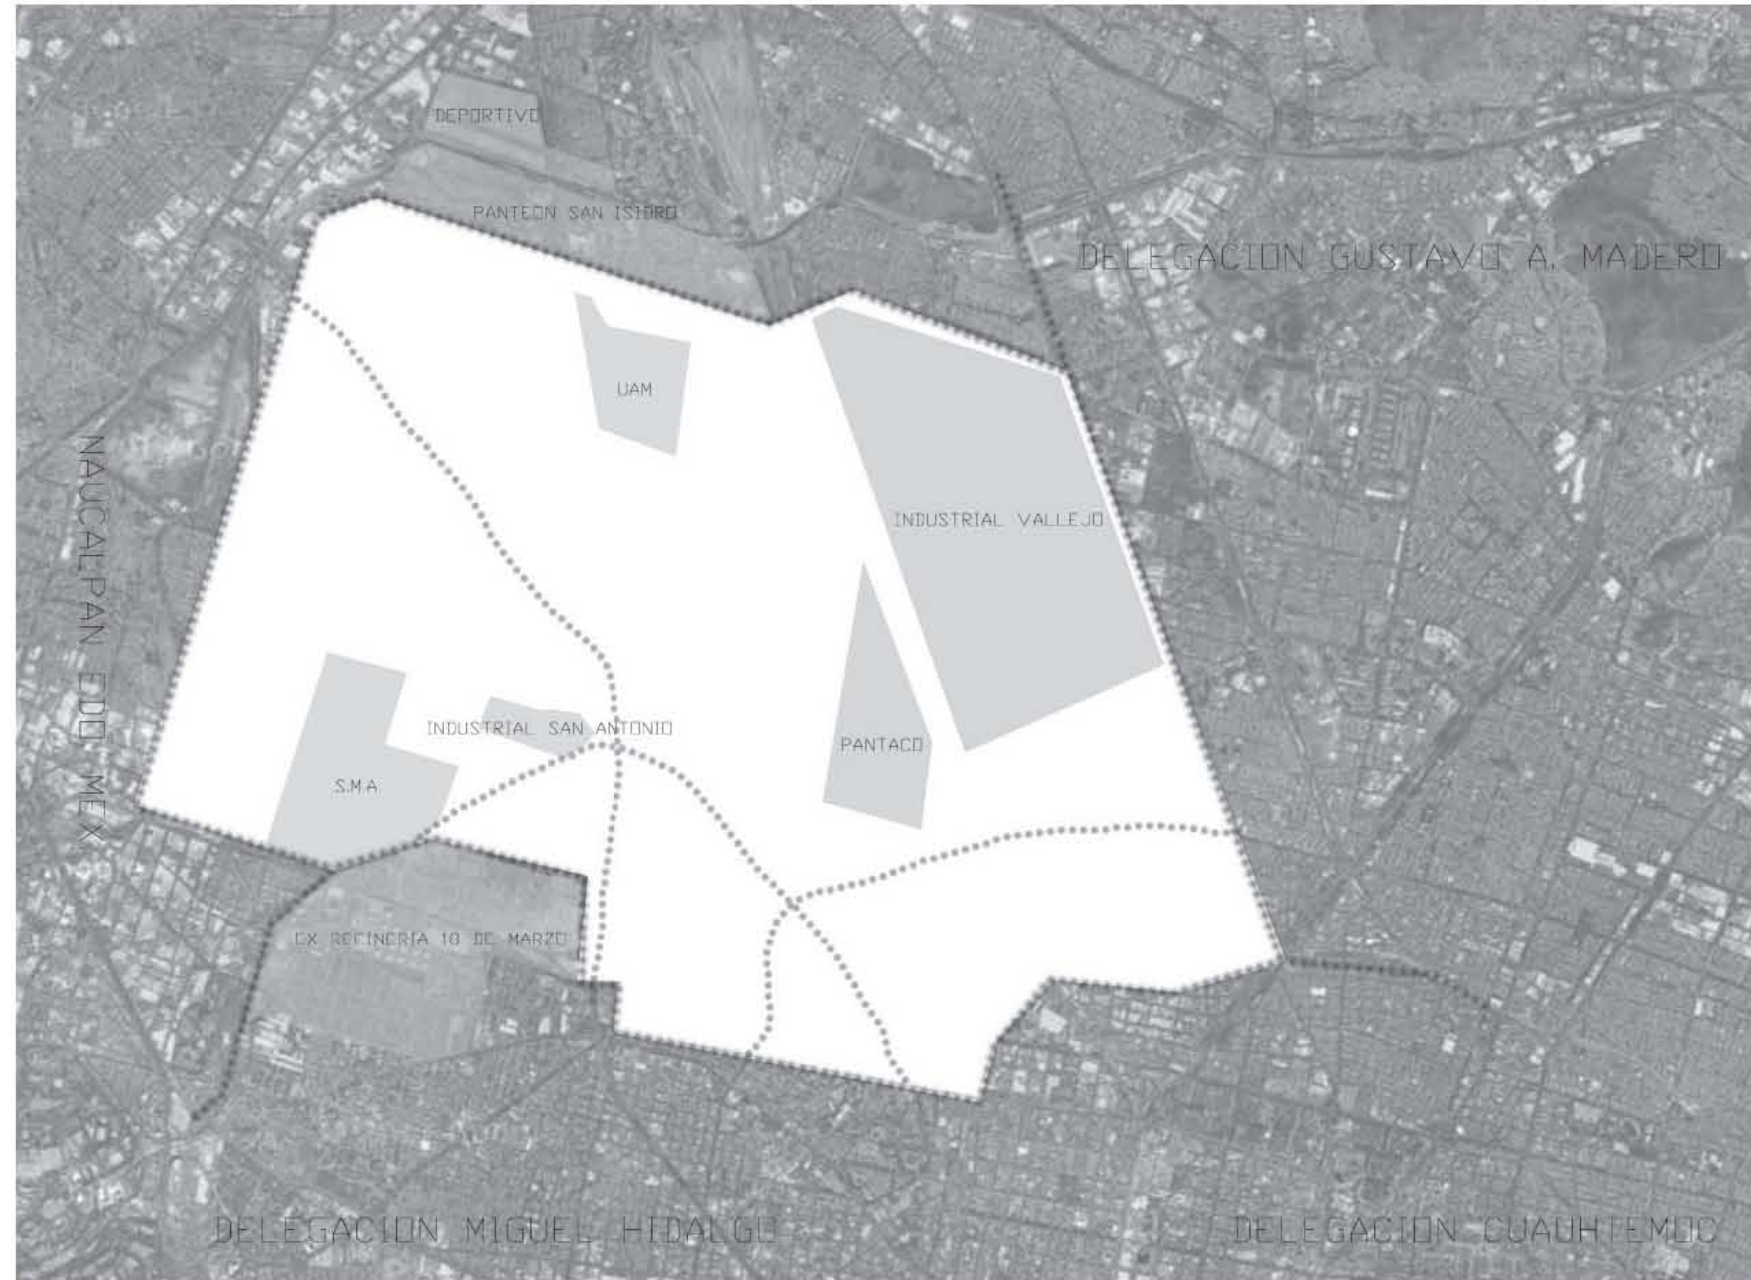 DEPORTIVO
PANTEON SAN ISIDRO
DELEGACION GUSTAVO A. MADERO
UAM
NAUCALPAN EDO MEX
INDUSTRIAL VALLEJO
INDUSTRIAL SAN ANTONIO
PANTACO
S.M.A
EX REFINERIA 18 DE MARZO
DELEGACION MIGUEL HIDALGO
DELEGACION CUAUHTEMOC